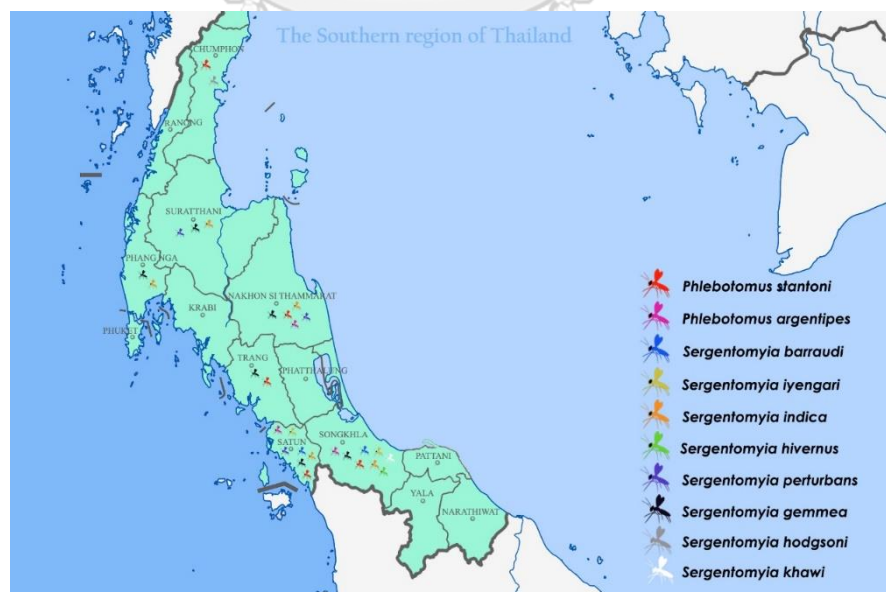 The Southern region of Thailand
CHUMPHON
RANONG
SURATTHANI
PHANG NGA
NAKHON SI THAMMARAT
KRABI
PHUKET
TRANG
PHATTHALUNG
SONGKHLA
SATUN
PATTANI
YALA
NARATHIWAT
Phlebotomus stantoni
Phlebotomus argentipes
Sergentomyia barraudi
Sergentomyia iyengari
Sergentomyia indica
Sergentomyia hivernus
Sergentomyia perturbans
Sergentomyia gemmea
Sergentomyia hodgsoni
Sergentomyia khawi